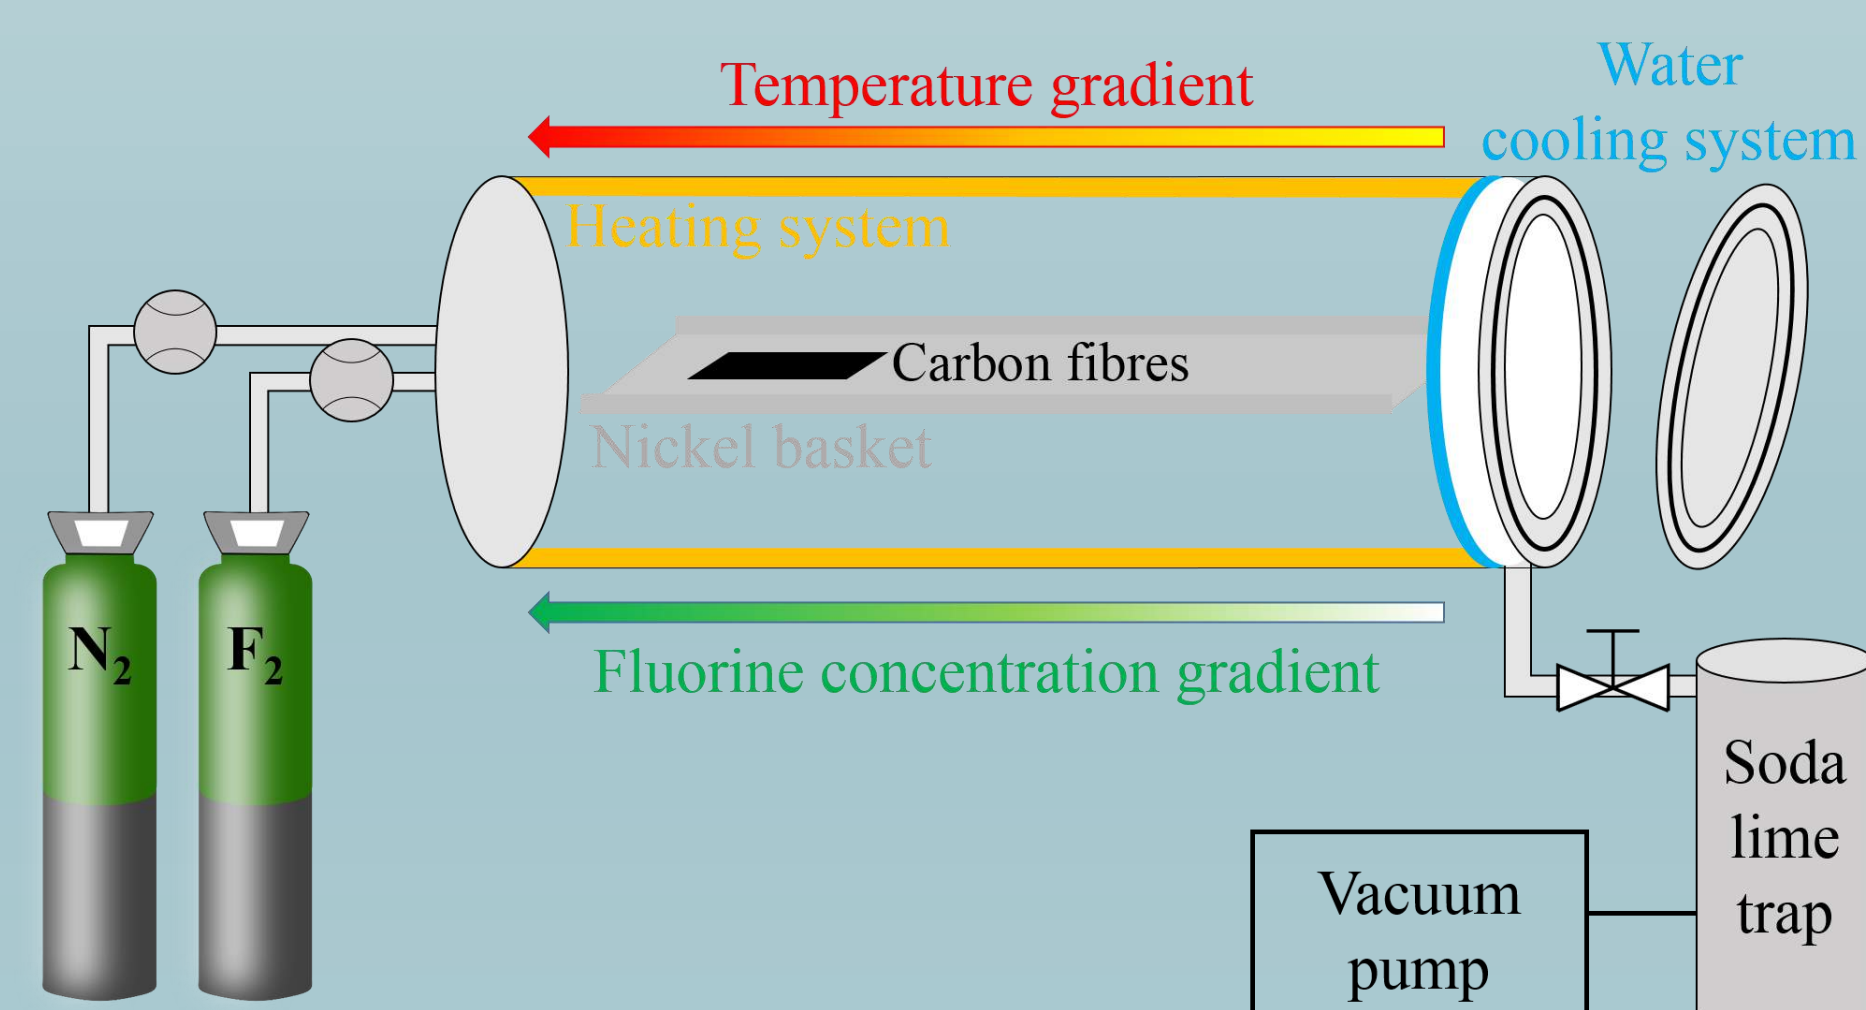 Temperature gradient
Water
cooling system
Heating system
Carbon fibres
Nickel basket
N₂
F₂
Fluorine concentration gradient
Soda
lime
trap
Vacuum
pump